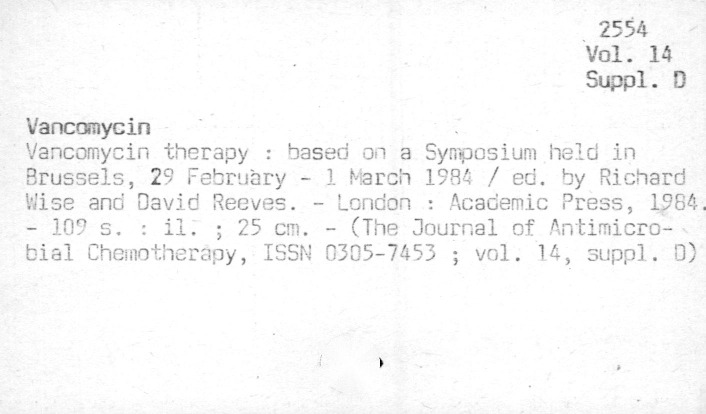 2554
Vol. 14
Suppl. D
Vancomycin
Vancomycin therapy : based on a Symposium held in
Brussels, 29 February - 1 March 1984 / ed. by Richard
Wise and David Reeves. - London : Academic Press, 1984.
- 109 s. : il. ; 25 cm. - (The Journal of Antimicro-
bial Chemotherapy, ISSN 0305-7453 ; vol. 14, suppl. D)